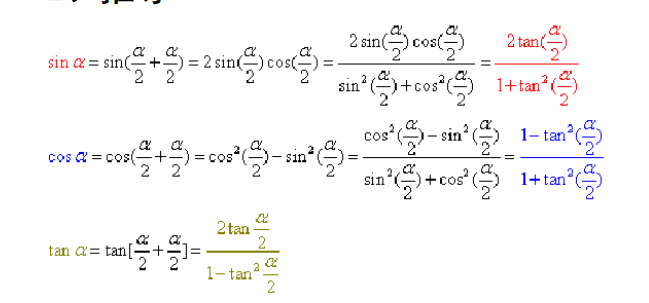 sin α = sin(α/2 + α/2) = 2 sin(α/2) cos(α/2) = 2 sin(α/2) cos(α/2) / sin²(α/2) + cos²(α/2) = 2 tan(α/2) / 1 + tan²(α/2)
cos α = cos(α/2 + α/2) = cos²(α/2) − sin²(α/2) = cos²(α/2) − sin²(α/2) / sin²(α/2) + cos²(α/2) = 1 − tan²(α/2) / 1 + tan²(α/2)
tan α = tan[α/2 + α/2] = 2 tan α/2 / 1 − tan² α/2